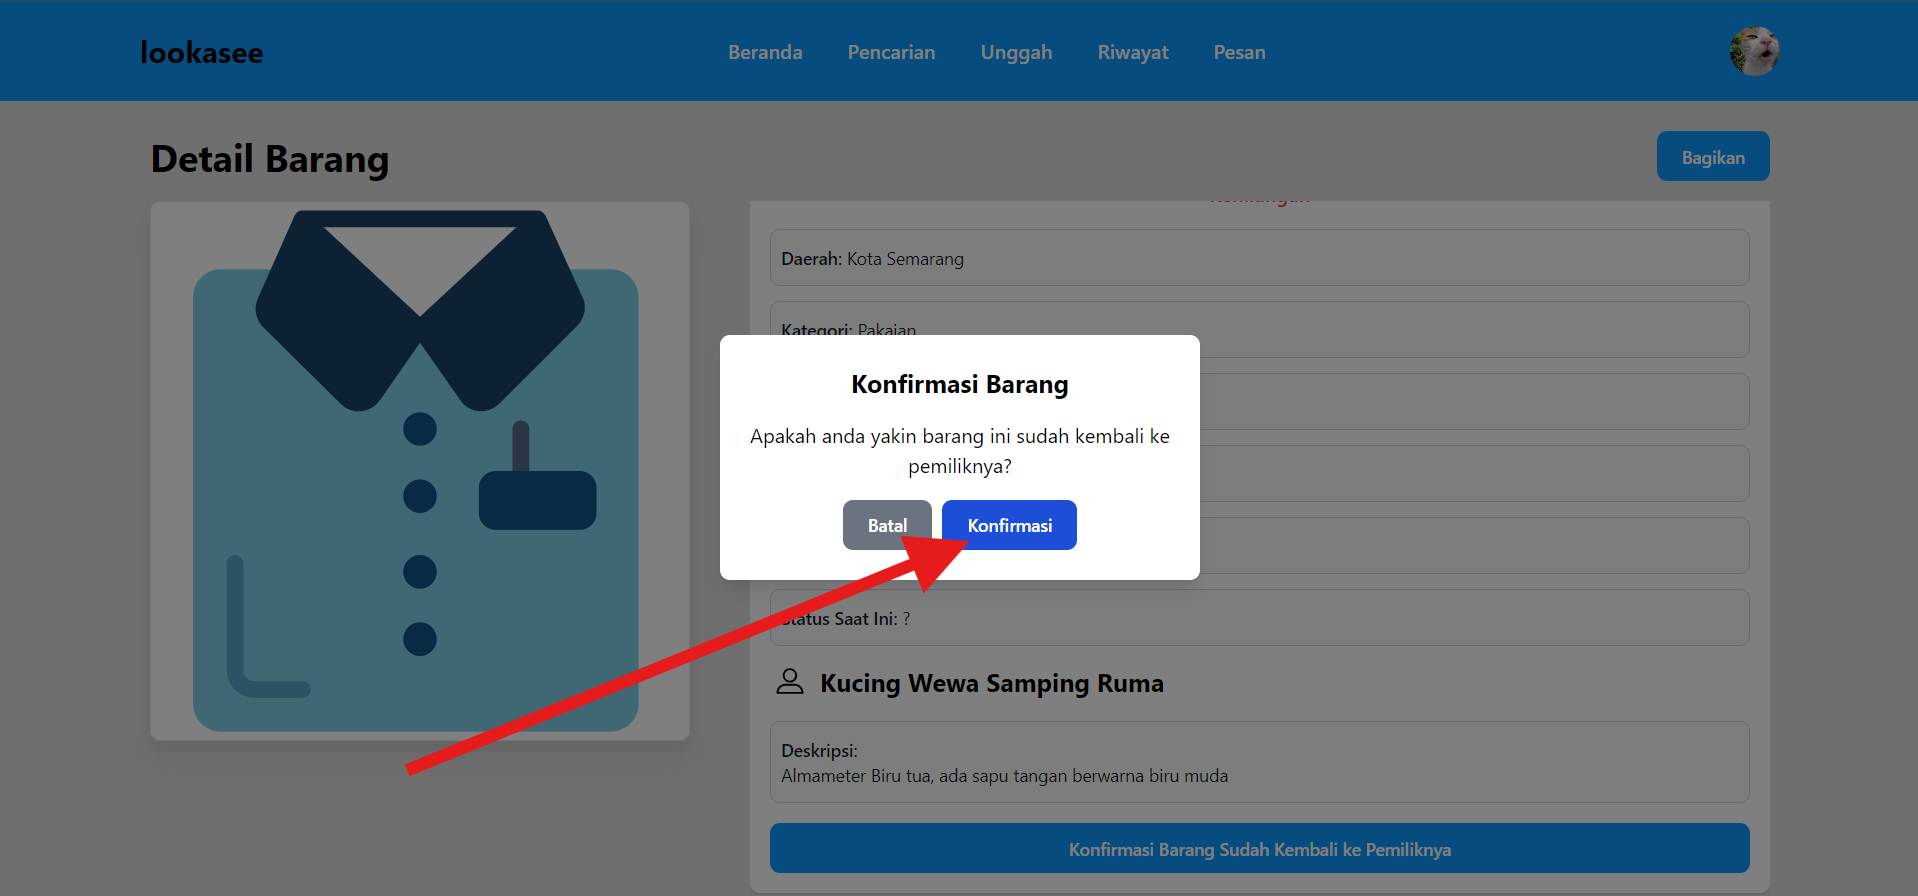 lookasee
Beranda
Pencarian
Unggah
Riwayat
Pesan
Detail Barang
Bagikan
Daerah: Kota Semarang
Kategori: Pakaian
Konfirmasi Barang
Apakah anda yakin barang ini sudah kembali ke
pemiliknya?
Batal
Konfirmasi
Status Saat Ini: ?
Kucing Wewa Samping Ruma
Deskripsi:
Almameter Biru tua, ada sapu tangan berwarna biru muda
Konfirmasi Barang Sudah Kembali ke Pemiliknya